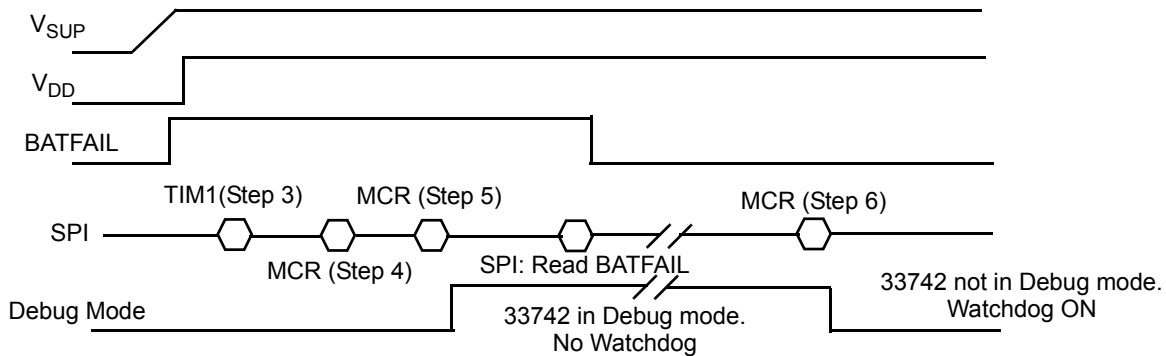 VSUP
VDD
BATFAIL
TIM1(Step 3)
MCR (Step 5)
MCR (Step 6)
SPI
MCR (Step 4)
SPI: Read BATFAIL
Debug Mode
33742 in Debug mode.
No Watchdog
33742 not in Debug mode.
Watchdog ON